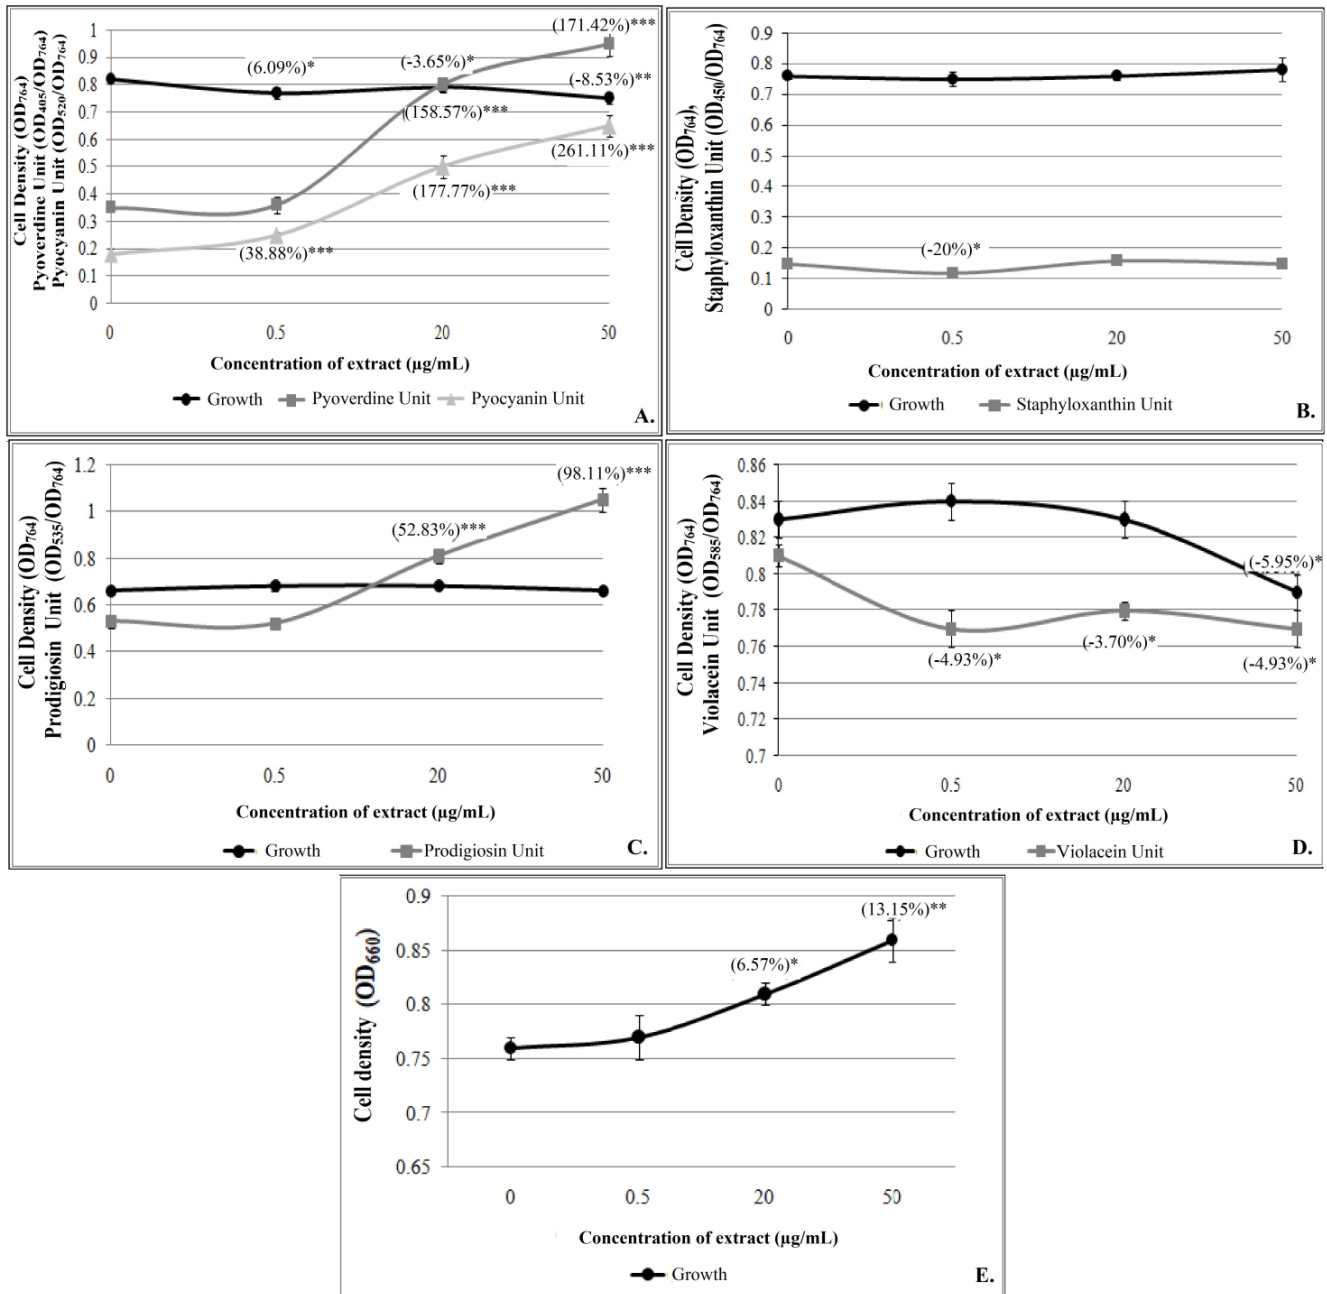 Cell Density (OD764)
Pyoverdine Unit (OD405/OD764)
Pyocyanin Unit (OD520/OD764)
1
0.9
0.8
0.7
0.6
0.5
0.4
0.3
0.2
0.1
0
(171.42%)***
(6.09%)*
(-3.65%)*
(-8.53%)**
(158.57%)***
(261.11%)***
(177.77%)***
(38.88%)***
0 0.5 20 50
Concentration of extract (µg/mL)
Growth Pyoverdine Unit Pyocyanin Unit
A.
Cell Density (OD764),
Staphyloxanthin Unit (OD450/OD764)
0.9
0.8
0.7
0.6
0.5
0.4
0.3
0.2
0.1
0
(-20%)*
0 0.5 20 50
Concentration of extract (µg/mL)
Growth Staphyloxanthin Unit
B.
Cell Density (OD764)
Prodigiosin Unit (OD535/OD764)
1.2
1
0.8
0.6
0.4
0.2
0
(98.11%)***
(52.83%)***
0 0.5 20 50
Concentration of extract (µg/mL)
Growth Prodigiosin Unit
C.
Cell Density (OD764)
Violacein Unit (OD585/OD764)
0.86
0.84
0.82
0.8
0.78
0.76
0.74
0.72
0.7
(-5.95%)*
(-4.93%)*
(-3.70%)*
(-4.93%)*
0 0.5 20 50
Concentration of extract (µg/mL)
Growth Violacein Unit
D.
Cell density (OD660)
0.9
0.85
0.8
0.75
0.7
0.65
(13.15%)**
(6.57%)*
0 0.5 20 50
Concentration of extract (µg/mL)
Growth
E.